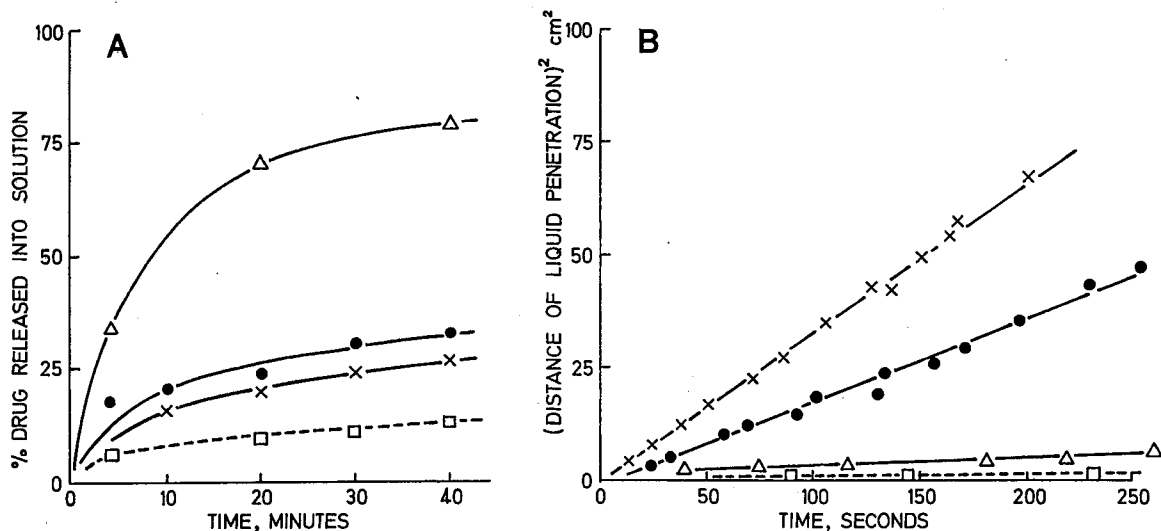 A
% DRUG RELEASED INTO SOLUTION
100
75
50
25
0
0 10 20 30 40
TIME, MINUTES
B
(DISTANCE OF LIQUID PENETRATION)² cm²
100
75
50
25
0
0 50 100 150 200 250
TIME, SECONDS